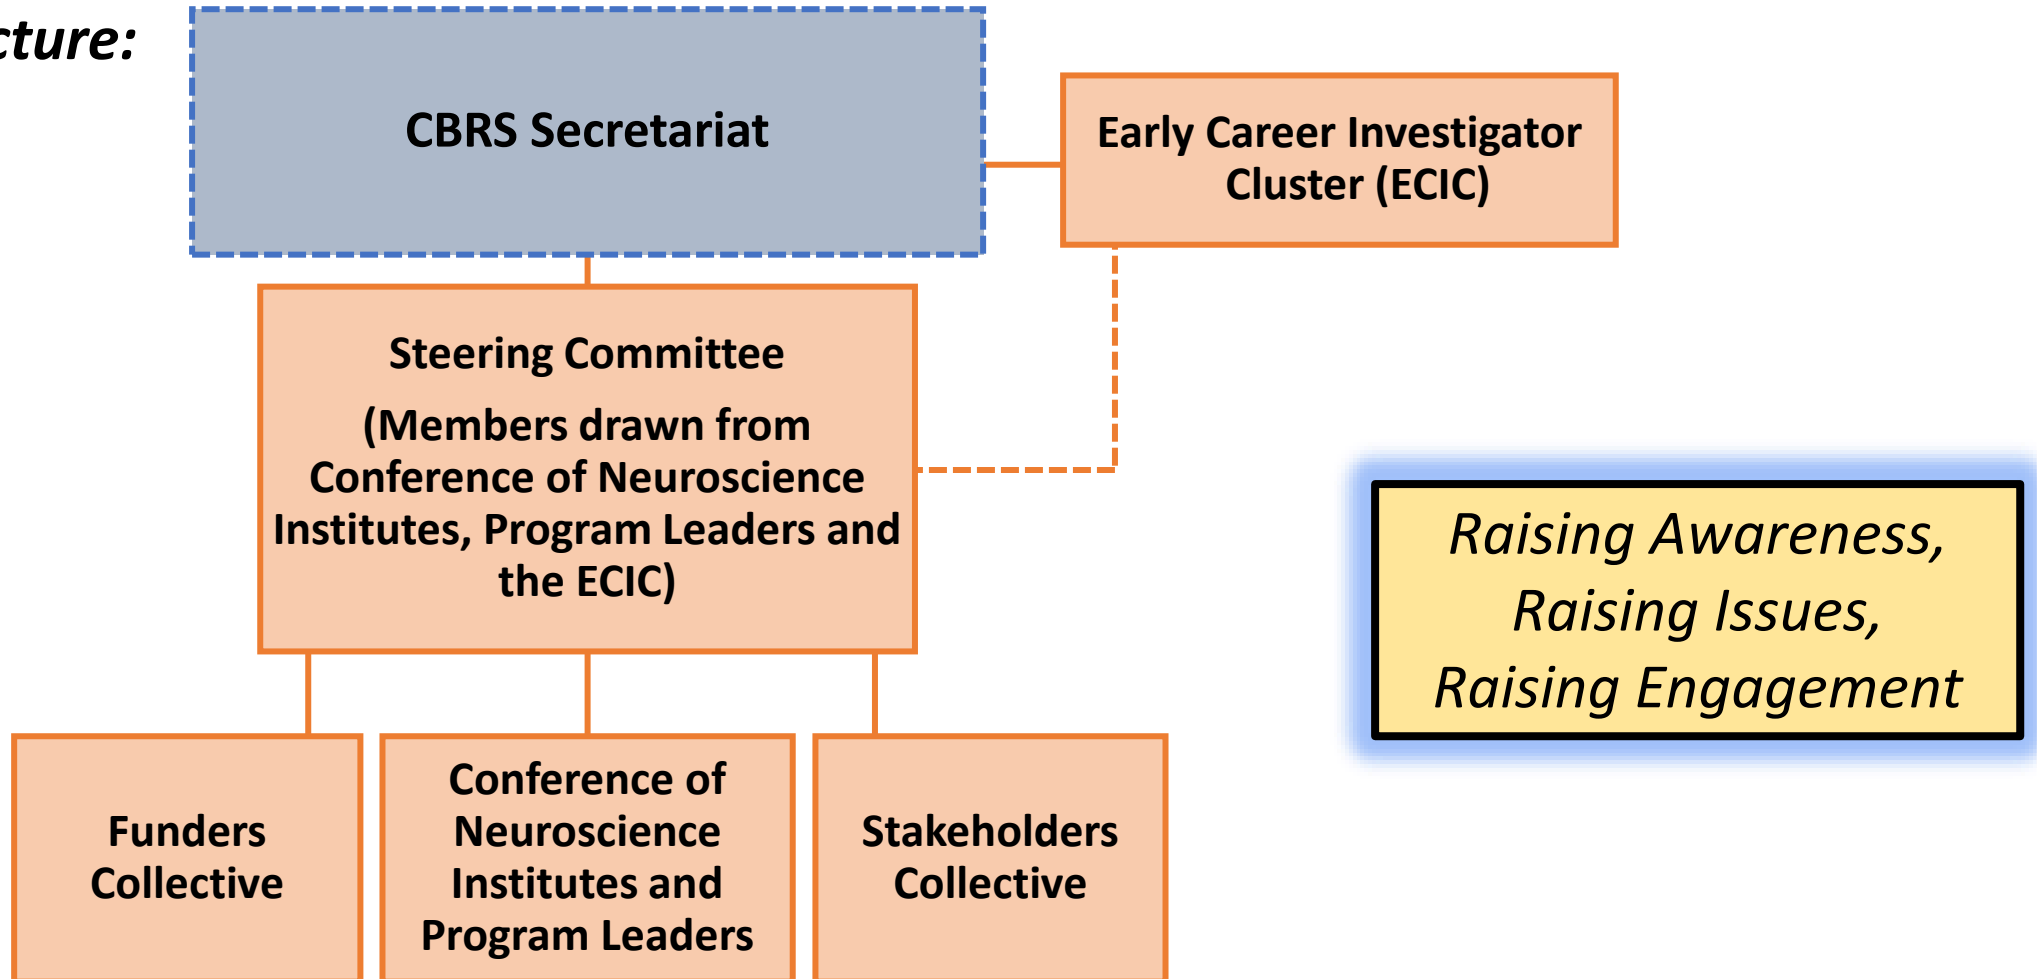 cture:
CBRS Secretariat
Early Career Investigator
Cluster (ECIC)
Steering Committee
(Members drawn from
Conference of Neuroscience
Institutes, Program Leaders and
the ECIC)
Raising Awareness,
Raising Issues,
Raising Engagement
Funders
Collective
Conference of
Neuroscience
Institutes and
Program Leaders
Stakeholders
Collective